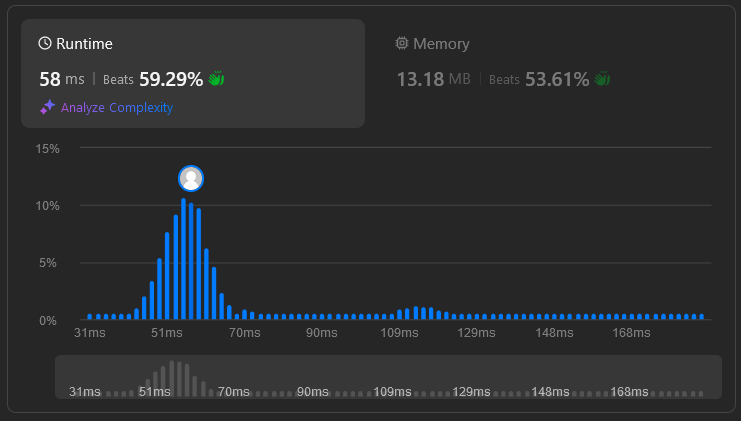 Runtime
58 ms | Beats 59.29%
Analyze Complexity
Memory
13.18 MB | Beats 53.61%
15%
10%
5%
0%
31ms 51ms 70ms 90ms 109ms 129ms 148ms 168ms
31ms 51ms 70ms 90ms 109ms 129ms 148ms 168ms